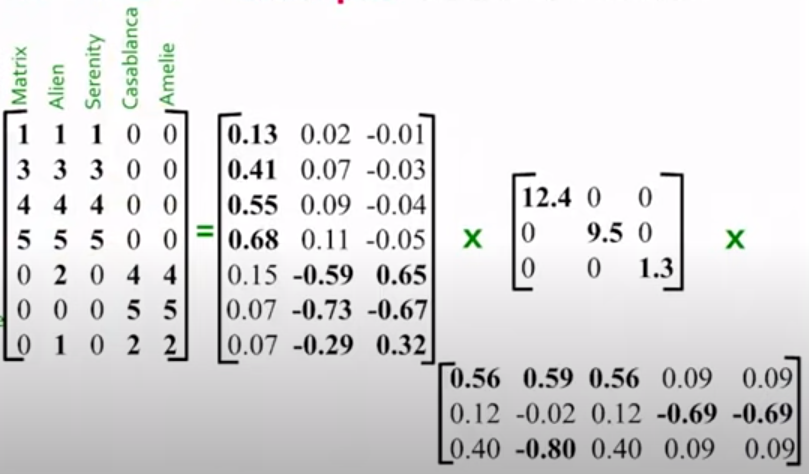 Matrix Alien Serenity Casablanca Amelie
1 1 1 0 0
3 3 3 0 0
4 4 4 0 0
5 5 5 0 0
0 2 0 4 4
0 0 0 5 5
0 1 0 2 2
=
0.13 0.02 -0.01
0.41 0.07 -0.03
0.55 0.09 -0.04
0.68 0.11 -0.05
0.15 -0.59 0.65
0.07 -0.73 -0.67
0.07 -0.29 0.32
x
12.4 0 0
0 9.5 0
0 0 1.3
x
0.56 0.59 0.56 0.09 0.09
0.12 -0.02 0.12 -0.69 -0.69
0.40 -0.80 0.40 0.09 0.09